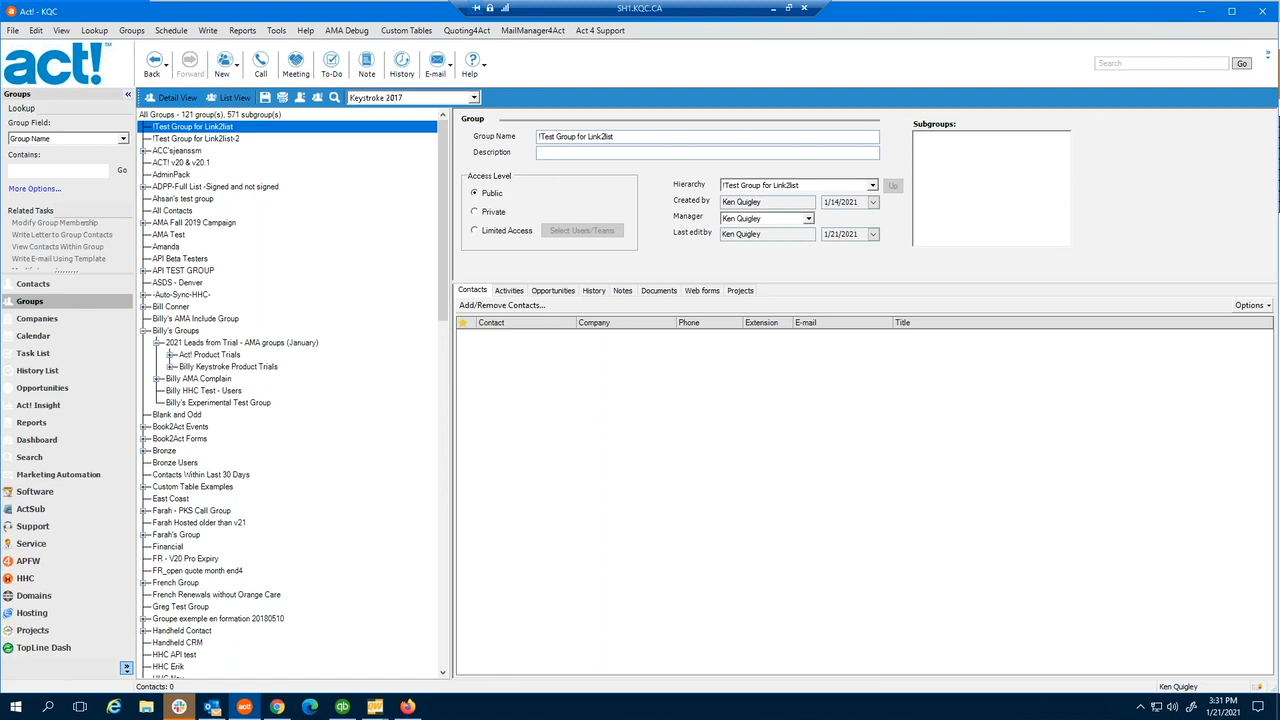 Act! - KQC
SH1.KQC.CA
File Edit View Lookup Groups Schedule Write Reports Tools Help AMA Debug Custom Tables Quoting4Act MailManager4Act Act 4 Support
act!™
Back Forward New Call Meeting To-Do Note History E-mail Help
Search Go
Groups «
Detail View List View Keystroke 2017
Lookup
Group Field:
Group Name
Contains:
Go
More Options...
Related Tasks
Modify Group Membership
Write Letter to Group Contacts
View Contacts Within Group
Write E-mail Using Template
Contacts
Groups
Companies
Calendar
Task List
History List
Opportunities
Act! Insight
Reports
Dashboard
Search
Marketing Automation
Software
ActSub
Support
Service
APFW
HHC
Domains
Hosting
Projects
TopLine Dash
All Groups - 121 group(s), 571 subgroup(s)
!Test Group for Link2list
!Test Group for Link2list-2
ACC'sjeanssm
ACT! v20 & v20.1
AdminPack
ADPP-Full List -Signed and not signed
Ahsan's test group
All Contacts
AMA Fall 2019 Campaign
AMA Test
Amanda
API Beta Testers
API TEST GROUP
ASDS - Denver
-Auto-Sync-HHC-
Bill Conner
Billy's AMA Include Group
Billy's Groups
2021 Leads from Trial - AMA groups (January)
Act! Product Trials
Billy Keystroke Product Trials
Billy AMA Complain
Billy HHC Test - Users
Billy's Experimental Test Group
Blank and Odd
Book2Act Events
Book2Act Forms
Bronze
Bronze Users
Contacts Within Last 30 Days
Custom Table Examples
East Coast
Farah - PKS Call Group
Farah Hosted older than v21
Farah's Group
Financial
FR - V20 Pro Expiry
FR_open quote month end4
French Group
French Renewals without Orange Care
Greg Test Group
Groupe exemple en formation 20180510
Handheld Contact
Handheld CRM
HHC API test
HHC Erik
Group
Group Name !Test Group for Link2list
Description
Access Level
Public
Private
Limited Access Select Users/Teams
Hierarchy !Test Group for Link2list Up
Created by Ken Quigley 1/14/2021
Manager Ken Quigley
Last edit by Ken Quigley 1/21/2021
Subgroups:
Contacts Activities Opportunities History Notes Documents Web forms Projects
Add/Remove Contacts... Options
Contact Company Phone Extension E-mail Title
Contacts: 0
Ken Quigley
3:31 PM
1/21/2021